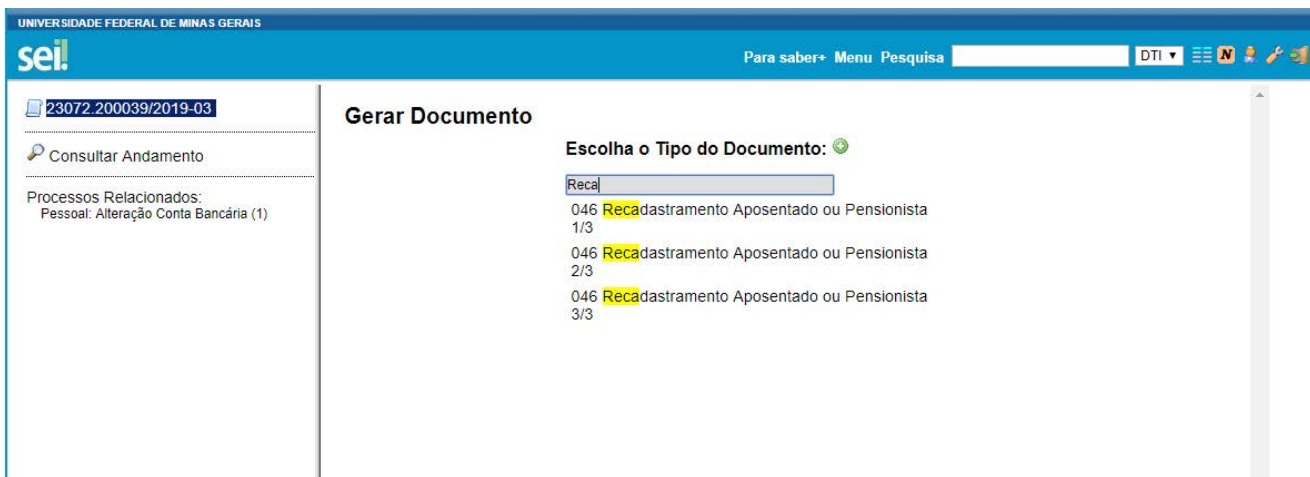 UNIVERSIDADE FEDERAL DE MINAS GERAIS
sei!
Para saber+ Menu Pesquisa
DTI
N
23072.200039/2019-03
Consultar Andamento
Processos Relacionados:
Pessoal: Alteração Conta Bancária (1)
Gerar Documento
Escolha o Tipo do Documento:
Reca
046 Recadastramento Aposentado ou Pensionista
1/3
046 Recadastramento Aposentado ou Pensionista
2/3
046 Recadastramento Aposentado ou Pensionista
3/3